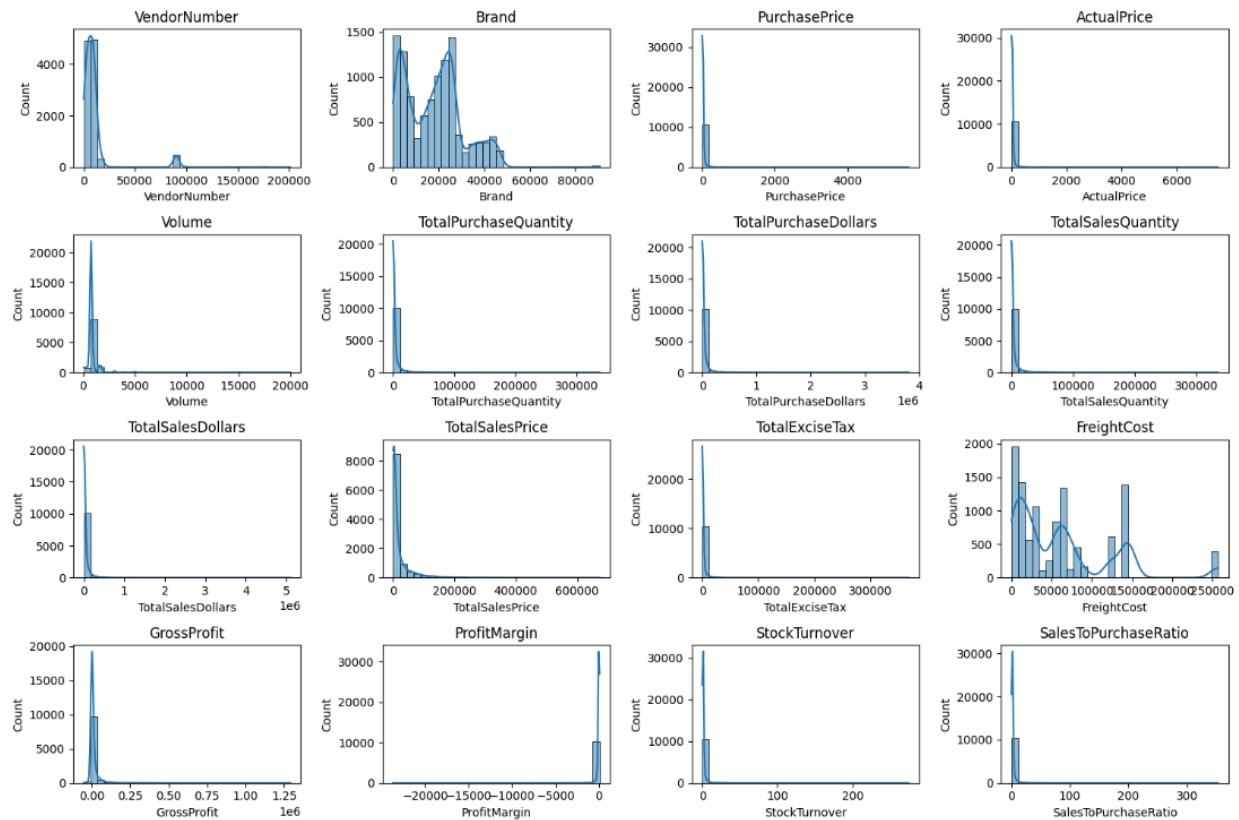 VendorNumber
Count
4000
2000
0
0 50000 100000 150000 200000
VendorNumber
Brand
Count
1500
1000
500
0
0 20000 40000 60000 80000
Brand
PurchasePrice
Count
30000
20000
10000
0
0 2000 4000
PurchasePrice
ActualPrice
Count
30000
20000
10000
0
0 2000 4000 6000
ActualPrice
Volume
Count
20000
15000
10000
5000
0
0 5000 10000 15000 20000
Volume
TotalPurchaseQuantity
Count
20000
15000
10000
5000
0
0 100000 200000 300000
TotalPurchaseQuantity
TotalPurchaseDollars
Count
20000
15000
10000
5000
0
0 1 2 3 4
1e6
TotalPurchaseDollars
TotalSalesQuantity
Count
20000
15000
10000
5000
0
0 100000 200000 300000
TotalSalesQuantity
TotalSalesDollars
Count
20000
15000
10000
5000
0
0 1 2 3 4 5
1e6
TotalSalesDollars
TotalSalesPrice
Count
8000
6000
4000
2000
0
0 200000 400000 600000
TotalSalesPrice
TotalExciseTax
Count
20000
10000
0
0 100000 200000 300000
TotalExciseTax
FreightCost
Count
2000
1500
1000
500
0
0 50000 100000 150000 200000 250000
FreightCost
GrossProfit
Count
20000
15000
10000
5000
0
0.00 0.25 0.50 0.75 1.00 1.25
1e6
GrossProfit
ProfitMargin
Count
30000
20000
10000
0
−20000 −15000 −10000 −5000 0
ProfitMargin
StockTurnover
Count
30000
20000
10000
0
0 100 200
StockTurnover
SalesToPurchaseRatio
Count
30000
20000
10000
0
0 100 200 300
SalesToPurchaseRatio